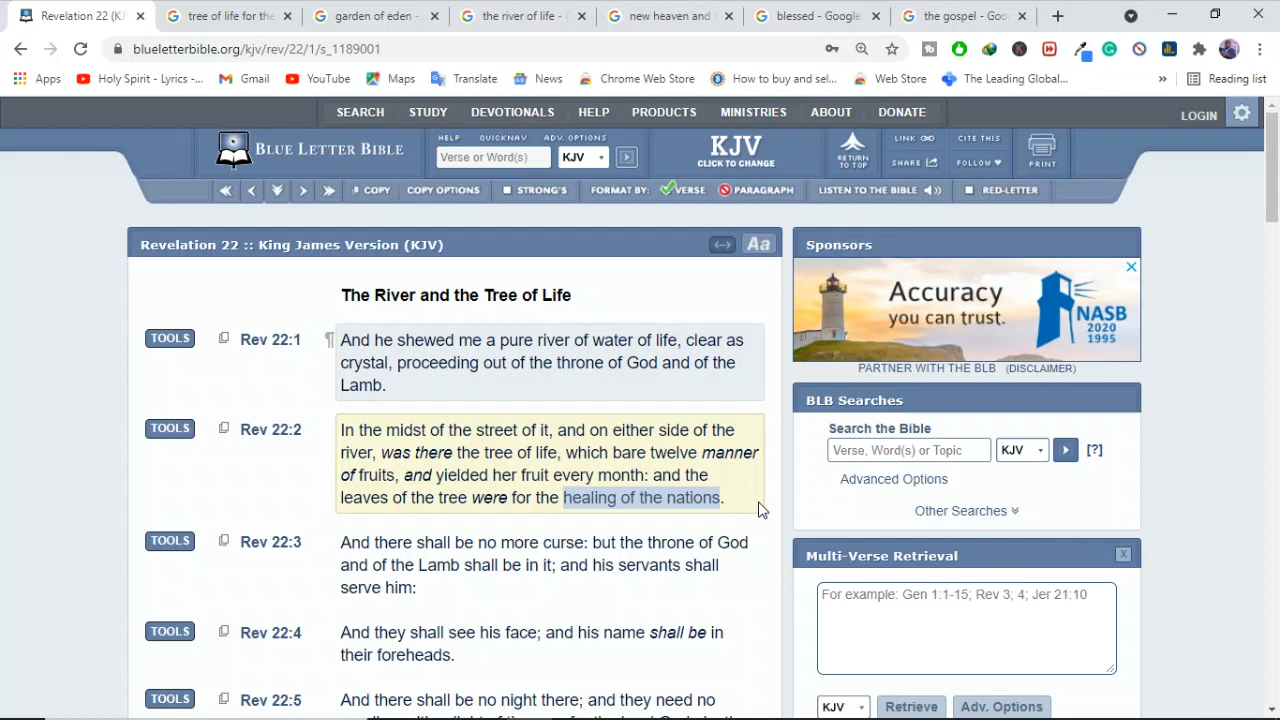 Revelation 22 (KJ
tree of life for the
garden of eden -
the river of life -
new heaven and
blessed - Google
the gospel - Goo
blueletterbible.org/kjv/rev/22/1/s_1189001
Apps
Holy Spirit - Lyrics -...
Gmail
YouTube
Maps
Translate
News
Chrome Web Store
How to buy and sel...
Web Store
The Leading Global...
»
Reading list
SEARCH STUDY DEVOTIONALS HELP PRODUCTS MINISTRIES ABOUT DONATE
LOGIN
BLUE LETTER BIBLE
HELP QUICKNAV ADV. OPTIONS
Verse or Word(s)
KJV
KJV
CLICK TO CHANGE
RETURN
TO TOP
LINK
CITE THIS
SHARE
FOLLOW
PRINT
COPY
COPY OPTIONS
STRONG'S
FORMAT BY:
VERSE
PARAGRAPH
LISTEN TO THE BIBLE
RED-LETTER
Revelation 22 :: King James Version (KJV)
Aa
The River and the Tree of Life
TOOLS
Rev 22:1
¶
And he shewed me a pure river of water of life, clear as
crystal, proceeding out of the throne of God and of the
Lamb.
TOOLS
Rev 22:2
In the midst of the street of it, and on either side of the
river, was there the tree of life, which bare twelve manner
of fruits, and yielded her fruit every month: and the
leaves of the tree were for the healing of the nations.
TOOLS
Rev 22:3
And there shall be no more curse: but the throne of God
and of the Lamb shall be in it; and his servants shall
serve him:
TOOLS
Rev 22:4
And they shall see his face; and his name shall be in
their foreheads.
TOOLS
Rev 22:5
And there shall be no night there; and they need no
Sponsors
Accuracy
you can trust.
NASB
2020
1995
PARTNER WITH THE BLB (DISCLAIMER)
BLB Searches
Search the Bible
Verse, Word(s) or Topic
KJV
[?]
Advanced Options
Other Searches
Multi-Verse Retrieval
X
For example: Gen 1:1-15; Rev 3; 4; Jer 21:10
KJV
Retrieve
Adv. Options